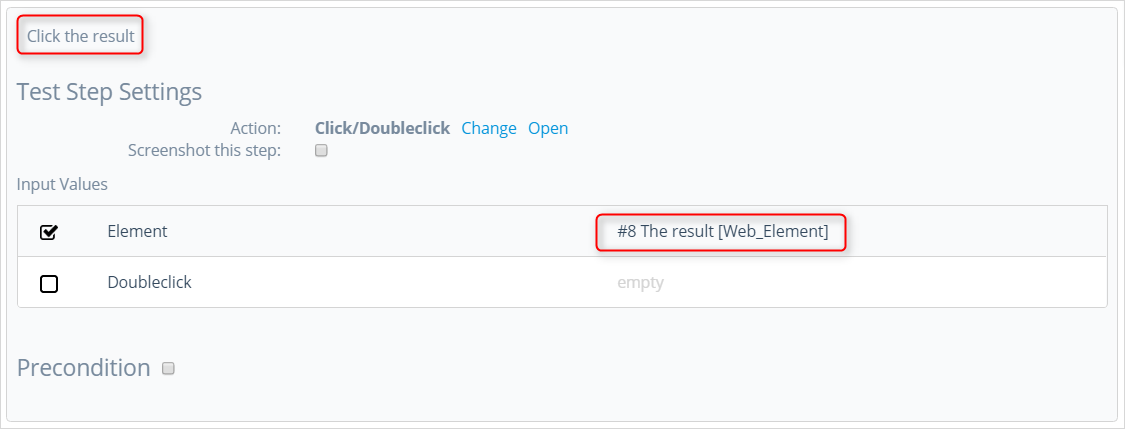 Click the result
Test Step Settings
Action: Click/Doubleclick Change Open
Screenshot this step:
Input Values
Element #8 The result [Web_Element]
Doubleclick empty
Precondition